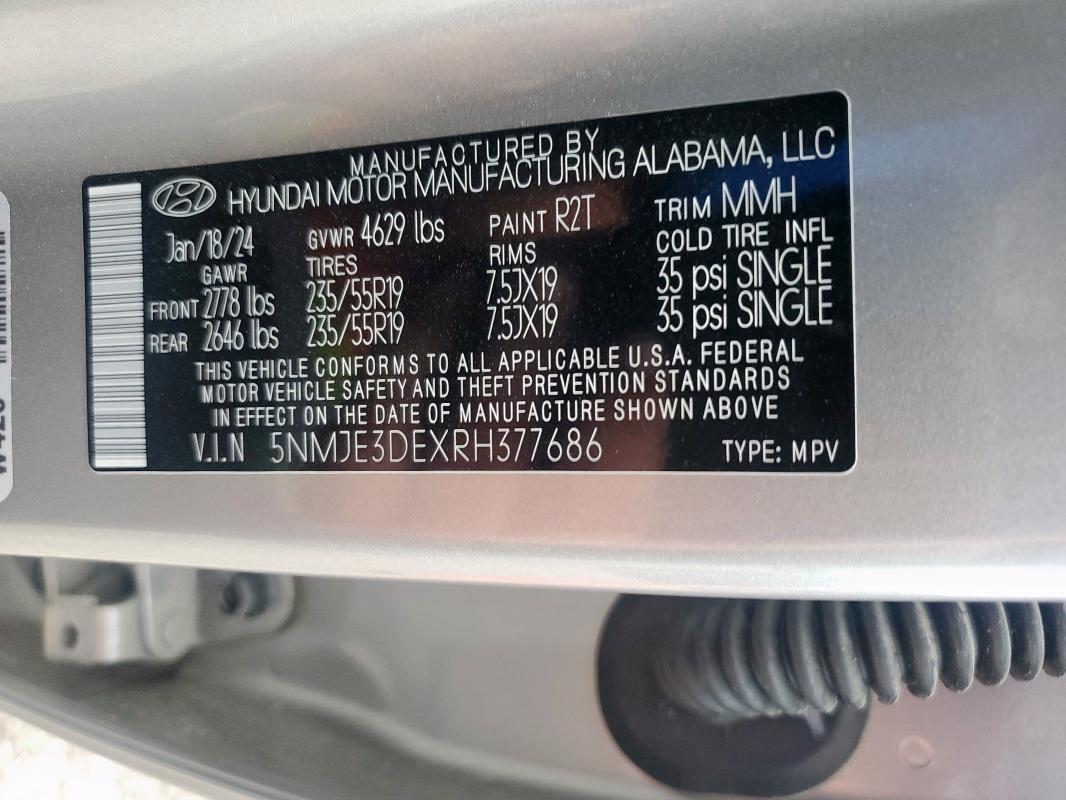 MANUFACTURED BY
HYUNDAI MOTOR MANUFACTURING ALABAMA, LLC
Jan/18/24 GVWR 4629 lbs PAINT R2T TRIM MMH
GAWR TIRES RIMS COLD TIRE INFL
FRONT 2778 lbs 235/55R19 7.5JX19 35 psi SINGLE
REAR 2646 lbs 235/55R19 7.5JX19 35 psi SINGLE
THIS VEHICLE CONFORMS TO ALL APPLICABLE U.S.A. FEDERAL
MOTOR VEHICLE SAFETY AND THEFT PREVENTION STANDARDS
IN EFFECT ON THE DATE OF MANUFACTURE SHOWN ABOVE
V.I.N 5NMJE3DEXRH377686 TYPE: MPV